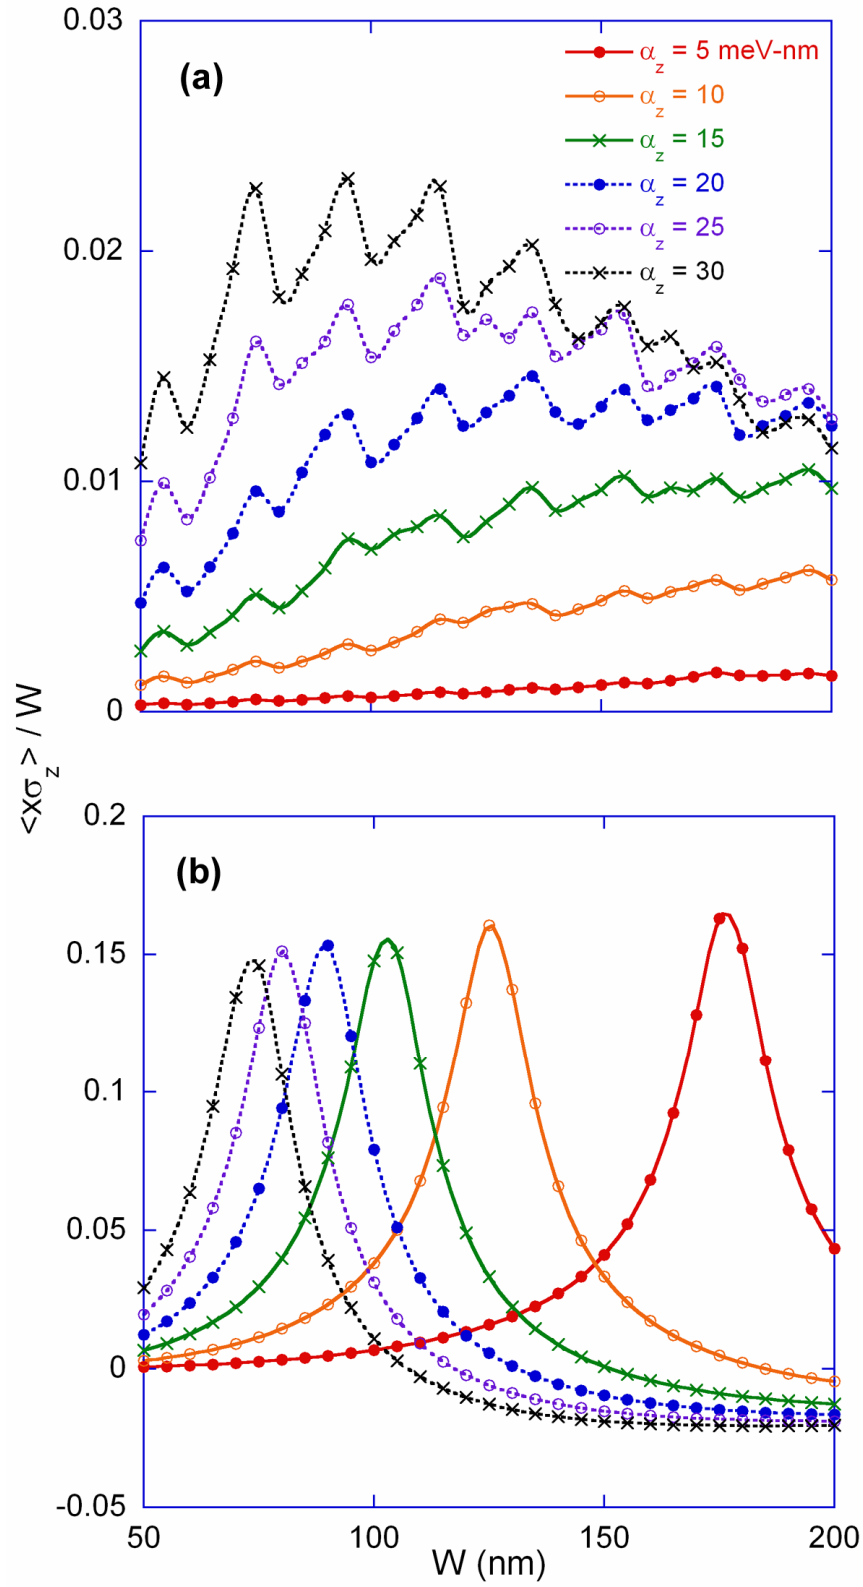 0.03
(a)
α_z = 5 meV-nm
α_z = 10
α_z = 15
α_z = 20
α_z = 25
α_z = 30
0.02
0.01
0
<xσ_z> / W
0.2
(b)
0.15
0.1
0.05
0
-0.05
50 100 150 200
W (nm)